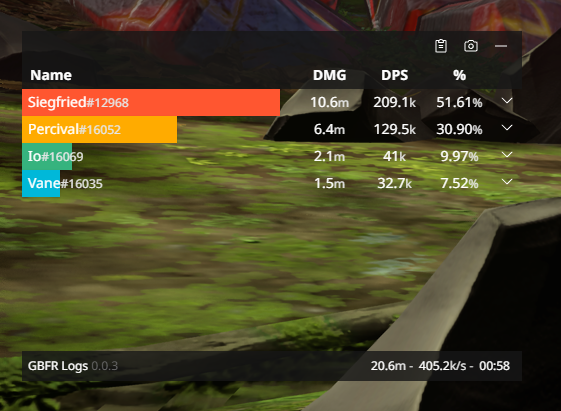 Name DMG DPS %
Siegfried#12968 10.6m 209.1k 51.61%
Percival#16052 6.4m 129.5k 30.90%
Io#16069 2.1m 41k 9.97%
Vane#16035 1.5m 32.7k 7.52%
GBFR Logs 0.0.3 20.6m - 405.2k/s - 00:58